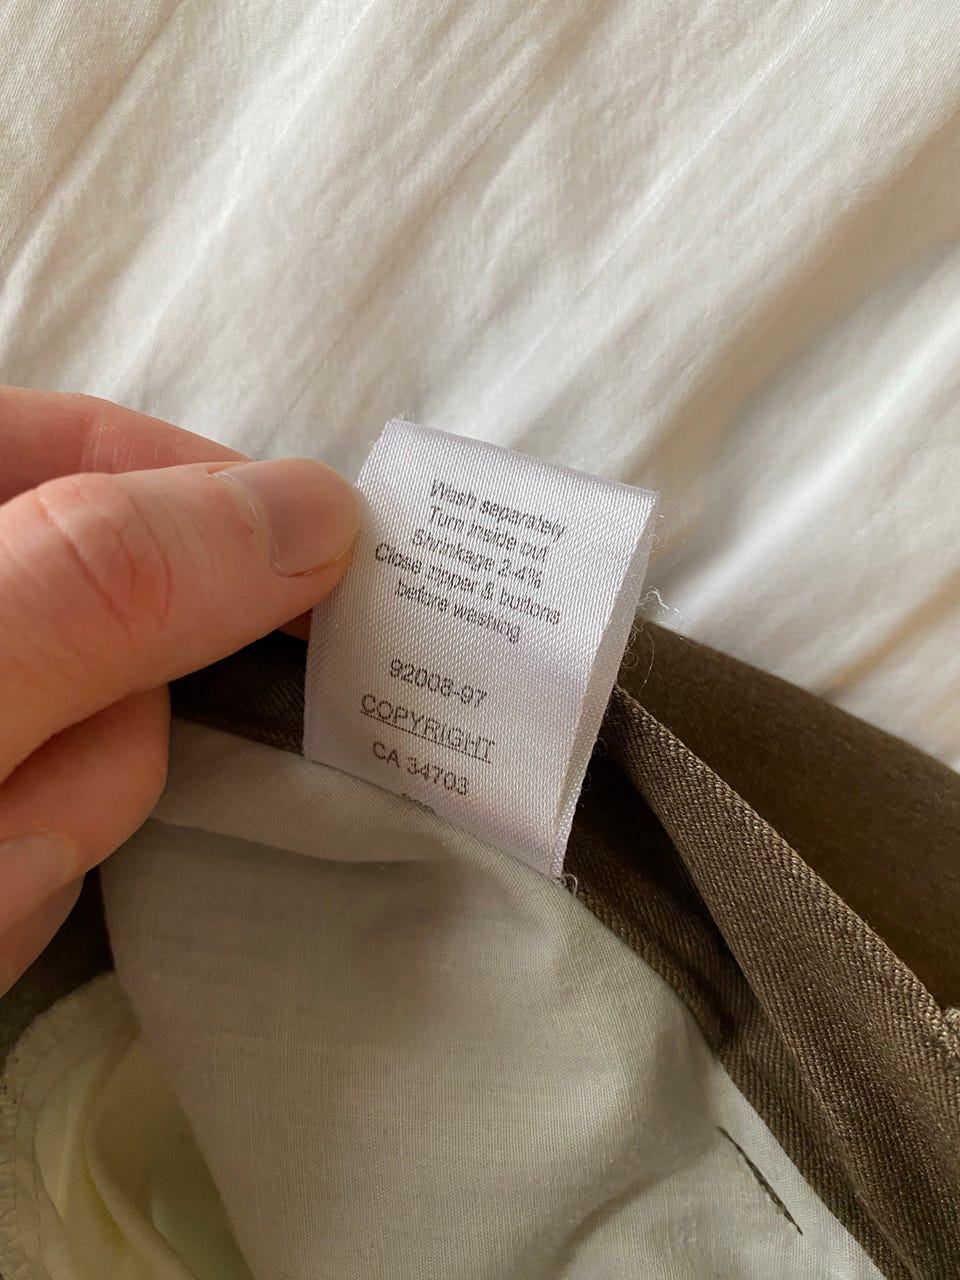 Wash separately
Turn inside out
Shrinkage 2-4%
Close zipper & buttons
before washing
92008-97
COPYRIGHT
CA 34703